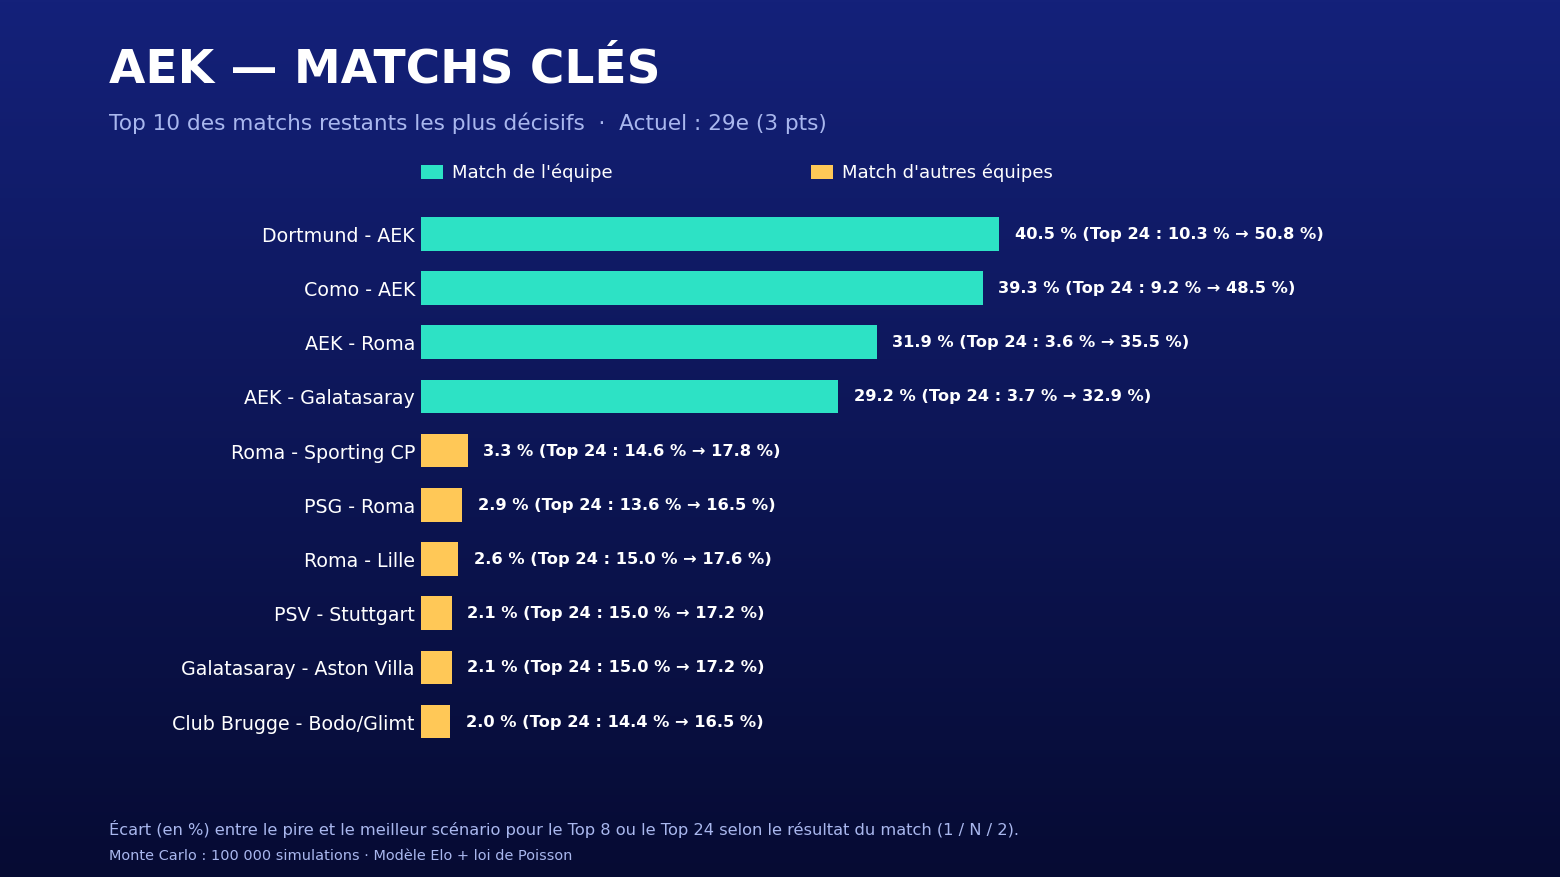 AEK — MATCHS CLÉS
Top 10 des matchs restants les plus décisifs · Actuel : 29e (3 pts)
Match de l'équipe
Match d'autres équipes
Dortmund - AEK 40.5 % (Top 24 : 10.3 % → 50.8 %)
Como - AEK 39.3 % (Top 24 : 9.2 % → 48.5 %)
AEK - Roma 31.9 % (Top 24 : 3.6 % → 35.5 %)
AEK - Galatasaray 29.2 % (Top 24 : 3.7 % → 32.9 %)
Roma - Sporting CP 3.3 % (Top 24 : 14.6 % → 17.8 %)
PSG - Roma 2.9 % (Top 24 : 13.6 % → 16.5 %)
Roma - Lille 2.6 % (Top 24 : 15.0 % → 17.6 %)
PSV - Stuttgart 2.1 % (Top 24 : 15.0 % → 17.2 %)
Galatasaray - Aston Villa 2.1 % (Top 24 : 15.0 % → 17.2 %)
Club Brugge - Bodo/Glimt 2.0 % (Top 24 : 14.4 % → 16.5 %)
Écart (en %) entre le pire et le meilleur scénario pour le Top 8 ou le Top 24 selon le résultat du match (1 / N / 2).
Monte Carlo : 100 000 simulations · Modèle Elo + loi de Poisson